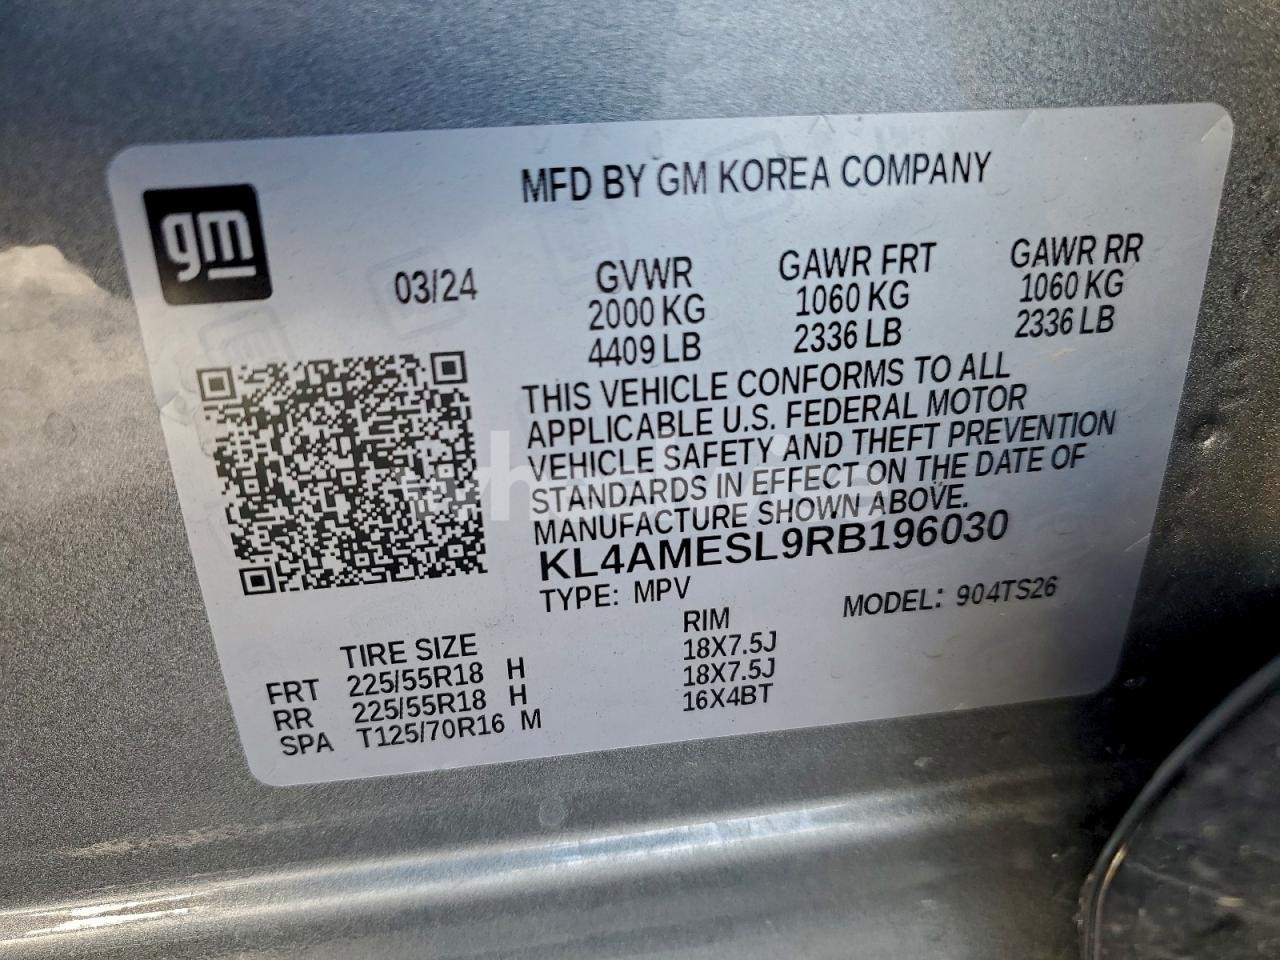 gm
MFD BY GM KOREA COMPANY
03/24
GVWR GAWR FRT GAWR RR
2000 KG 1060 KG 1060 KG
4409 LB 2336 LB 2336 LB
THIS VEHICLE CONFORMS TO ALL
APPLICABLE U.S. FEDERAL MOTOR
VEHICLE SAFETY AND THEFT PREVENTION
STANDARDS IN EFFECT ON THE DATE OF
MANUFACTURE SHOWN ABOVE.
KL4AMESL9RB196030
TYPE: MPV MODEL: 904TS26
TIRE SIZE RIM
FRT 225/55R18 H 18X7.5J
RR 225/55R18 H 18X7.5J
SPA T125/70R16 M 16X4BT